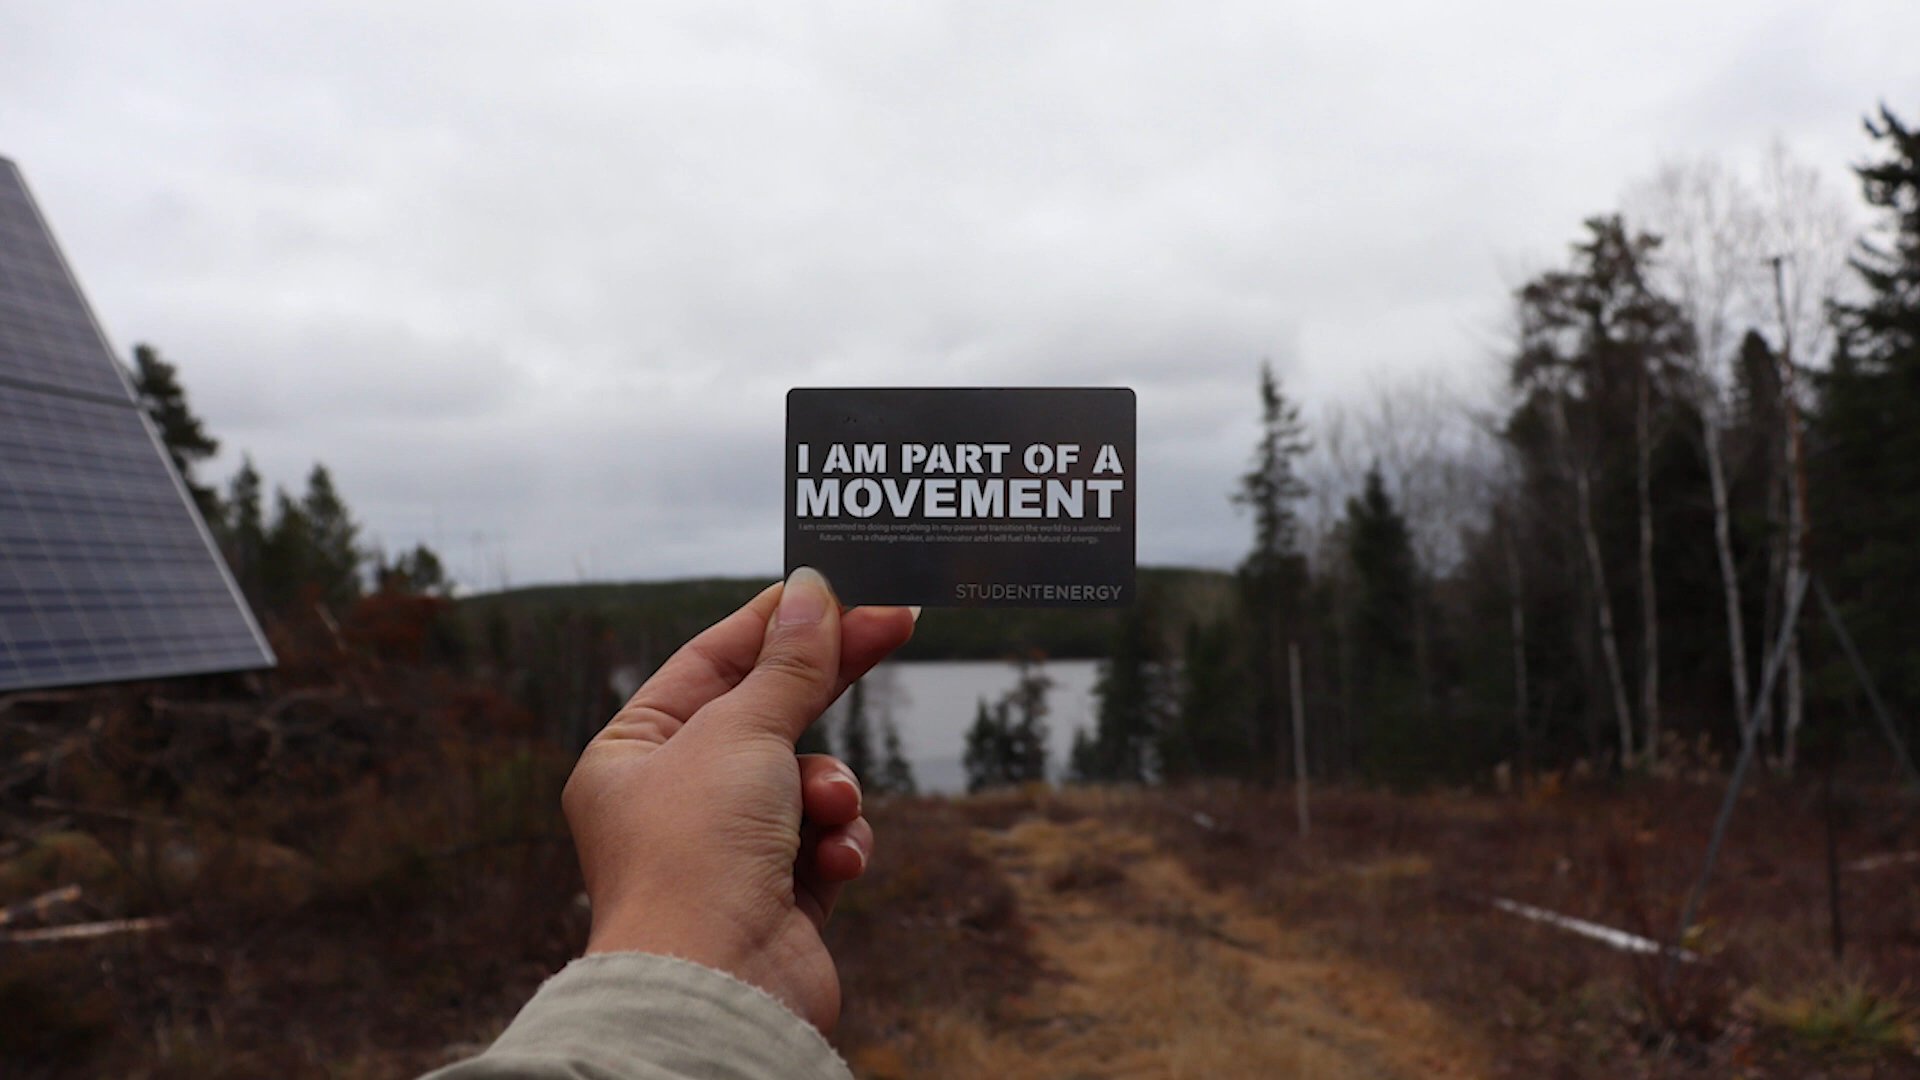 I AM PART OF A
MOVEMENT
I am committed to doing everything in my power to transition the world to a sustainable
future. I am a change maker, an innovator and I will fuel the future of energy.
STUDENTENERGY